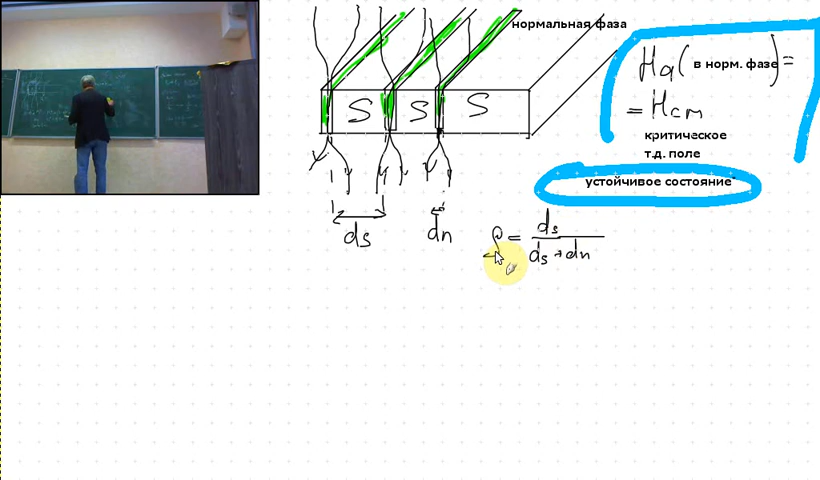 нормальная фаза
Ha( в норм. фазе) =
= Hcm
критическое
т.д. поле
устойчивое состояние
S S S
ds dn
ρ = ds / ds + dn